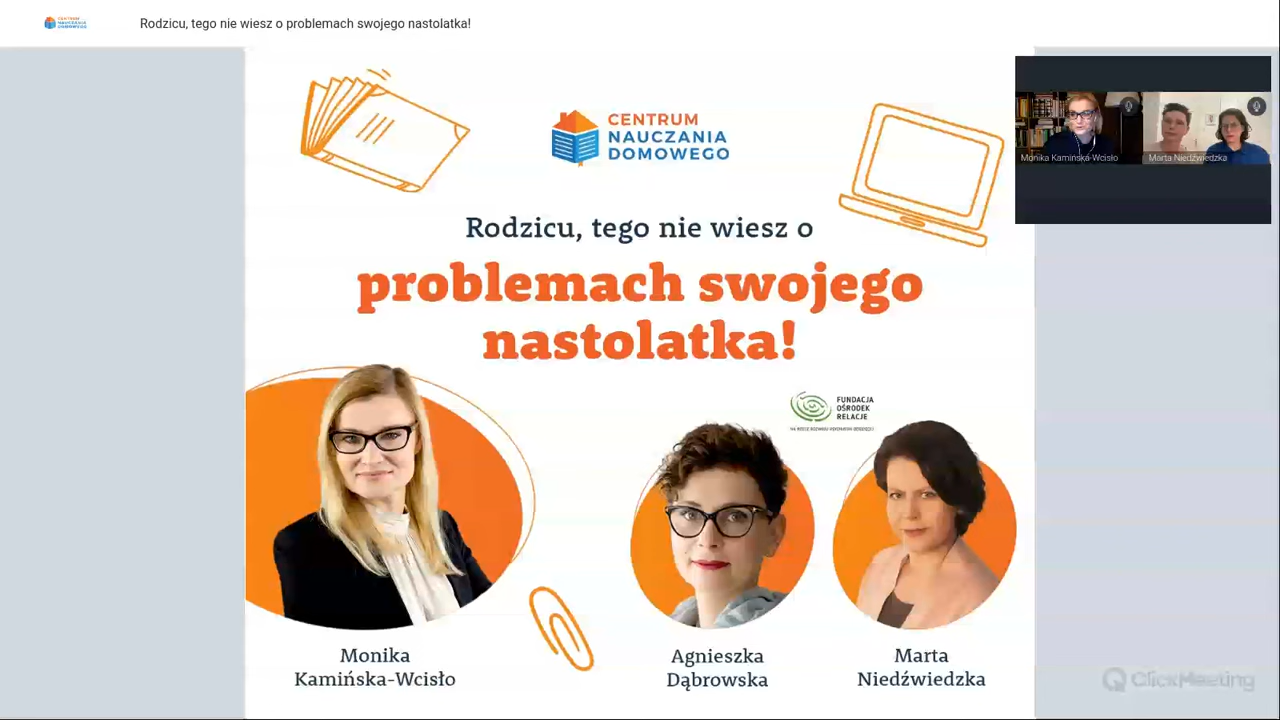 CENTRUM
NAUCZANIA
DOMOWEGO
Rodzicu, tego nie wiesz o problemach swojego nastolatka!
CENTRUM
NAUCZANIA
DOMOWEGO
Rodzicu, tego nie wiesz o
problemach swojego
nastolatka!
Monika Kamińska-Wcisło
Marta Niedźwiedzka
FUNDACJA
OŚRODEK
RELACJE
Monika
Kamińska-Wcisło
Agnieszka
Dąbrowska
Marta
Niedźwiedzka
ClickMeeting